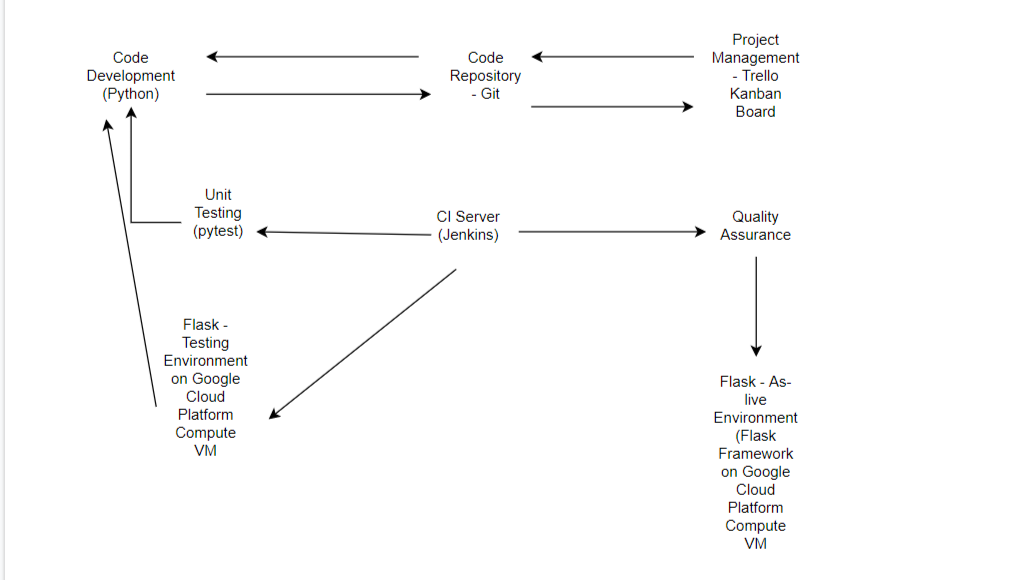 Code
Development
(Python)
Code
Repository
- Git
Project
Management
- Trello
Kanban
Board
Unit
Testing
(pytest)
CI Server
(Jenkins)
Quality
Assurance
Flask -
Testing
Environment
on Google
Cloud
Platform
Compute
VM
Flask - As-
live
Environment
(Flask
Framework
on Google
Cloud
Platform
Compute
VM